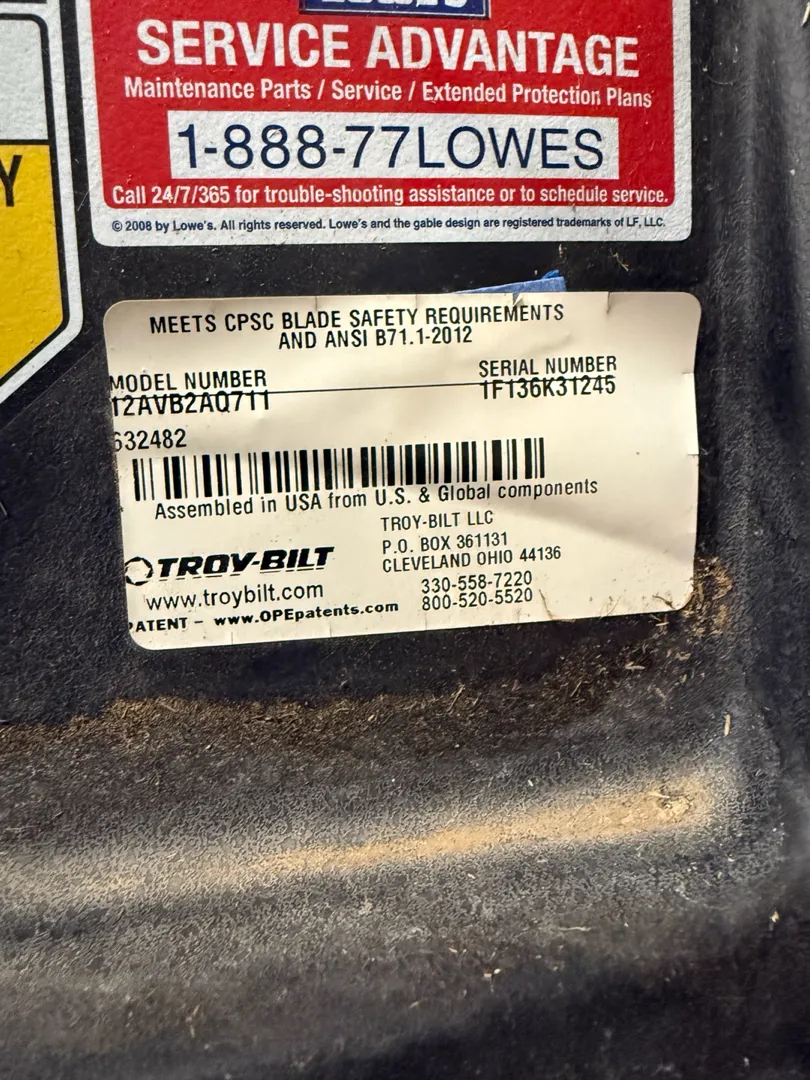 SERVICE ADVANTAGE
Maintenance Parts / Service / Extended Protection Plans
1-888-77LOWES
Call 24/7/365 for trouble-shooting assistance or to schedule service.
© 2008 by Lowe's. All rights reserved. Lowe's and the gable design are registered trademarks of LF, LLC.
Y
MEETS CPSC BLADE SAFETY REQUIREMENTS
AND ANSI B71.1-2012
MODEL NUMBER SERIAL NUMBER
12AVB2AQ711 1F136K31245
632482
Assembled in USA from U.S. & Global components
TROY-BILT LLC
P.O. BOX 361131
CLEVELAND OHIO 44136
330-558-7220
800-520-5520
TROY-BILT
www.troybilt.com
PATENT - www.OPEpatents.com